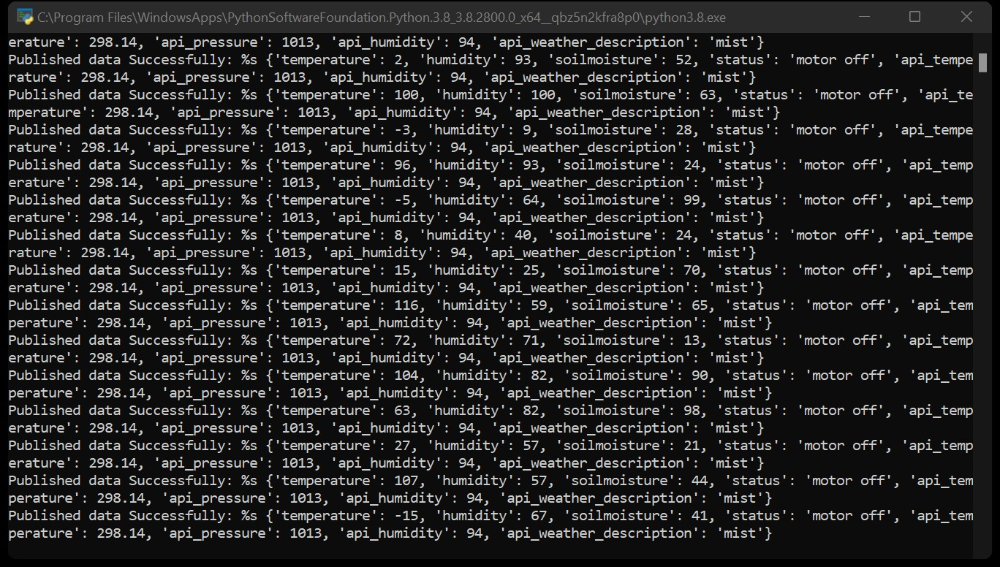 C:\Program Files\WindowsApps\PythonSoftwareFoundation.Python.3.8_3.8.2800.0_x64__qbz5n2kfra8p0\python3.8.exe
erature': 298.14, 'api_pressure': 1013, 'api_humidity': 94, 'api_weather_description': 'mist'}
Published data Successfully: %s {'temperature': 2, 'humidity': 93, 'soilmoisture': 52, 'status': 'motor off', 'api_tempe
rature': 298.14, 'api_pressure': 1013, 'api_humidity': 94, 'api_weather_description': 'mist'}
Published data Successfully: %s {'temperature': 100, 'humidity': 100, 'soilmoisture': 63, 'status': 'motor off', 'api_te
mperature': 298.14, 'api_pressure': 1013, 'api_humidity': 94, 'api_weather_description': 'mist'}
Published data Successfully: %s {'temperature': -3, 'humidity': 9, 'soilmoisture': 28, 'status': 'motor off', 'api_tempe
rature': 298.14, 'api_pressure': 1013, 'api_humidity': 94, 'api_weather_description': 'mist'}
Published data Successfully: %s {'temperature': 96, 'humidity': 93, 'soilmoisture': 24, 'status': 'motor off', 'api_temp
erature': 298.14, 'api_pressure': 1013, 'api_humidity': 94, 'api_weather_description': 'mist'}
Published data Successfully: %s {'temperature': -5, 'humidity': 64, 'soilmoisture': 99, 'status': 'motor off', 'api_temp
erature': 298.14, 'api_pressure': 1013, 'api_humidity': 94, 'api_weather_description': 'mist'}
Published data Successfully: %s {'temperature': 8, 'humidity': 40, 'soilmoisture': 24, 'status': 'motor off', 'api_tempe
rature': 298.14, 'api_pressure': 1013, 'api_humidity': 94, 'api_weather_description': 'mist'}
Published data Successfully: %s {'temperature': 15, 'humidity': 25, 'soilmoisture': 70, 'status': 'motor off', 'api_temp
erature': 298.14, 'api_pressure': 1013, 'api_humidity': 94, 'api_weather_description': 'mist'}
Published data Successfully: %s {'temperature': 116, 'humidity': 59, 'soilmoisture': 65, 'status': 'motor off', 'api_tem
perature': 298.14, 'api_pressure': 1013, 'api_humidity': 94, 'api_weather_description': 'mist'}
Published data Successfully: %s {'temperature': 72, 'humidity': 71, 'soilmoisture': 13, 'status': 'motor off', 'api_temp
erature': 298.14, 'api_pressure': 1013, 'api_humidity': 94, 'api_weather_description': 'mist'}
Published data Successfully: %s {'temperature': 104, 'humidity': 82, 'soilmoisture': 90, 'status': 'motor off', 'api_tem
perature': 298.14, 'api_pressure': 1013, 'api_humidity': 94, 'api_weather_description': 'mist'}
Published data Successfully: %s {'temperature': 63, 'humidity': 82, 'soilmoisture': 98, 'status': 'motor off', 'api_temp
erature': 298.14, 'api_pressure': 1013, 'api_humidity': 94, 'api_weather_description': 'mist'}
Published data Successfully: %s {'temperature': 27, 'humidity': 57, 'soilmoisture': 21, 'status': 'motor off', 'api_temp
erature': 298.14, 'api_pressure': 1013, 'api_humidity': 94, 'api_weather_description': 'mist'}
Published data Successfully: %s {'temperature': 107, 'humidity': 57, 'soilmoisture': 44, 'status': 'motor off', 'api_tem
perature': 298.14, 'api_pressure': 1013, 'api_humidity': 94, 'api_weather_description': 'mist'}
Published data Successfully: %s {'temperature': -15, 'humidity': 67, 'soilmoisture': 41, 'status': 'motor off', 'api_tem
perature': 298.14, 'api_pressure': 1013, 'api_humidity': 94, 'api_weather_description': 'mist'}